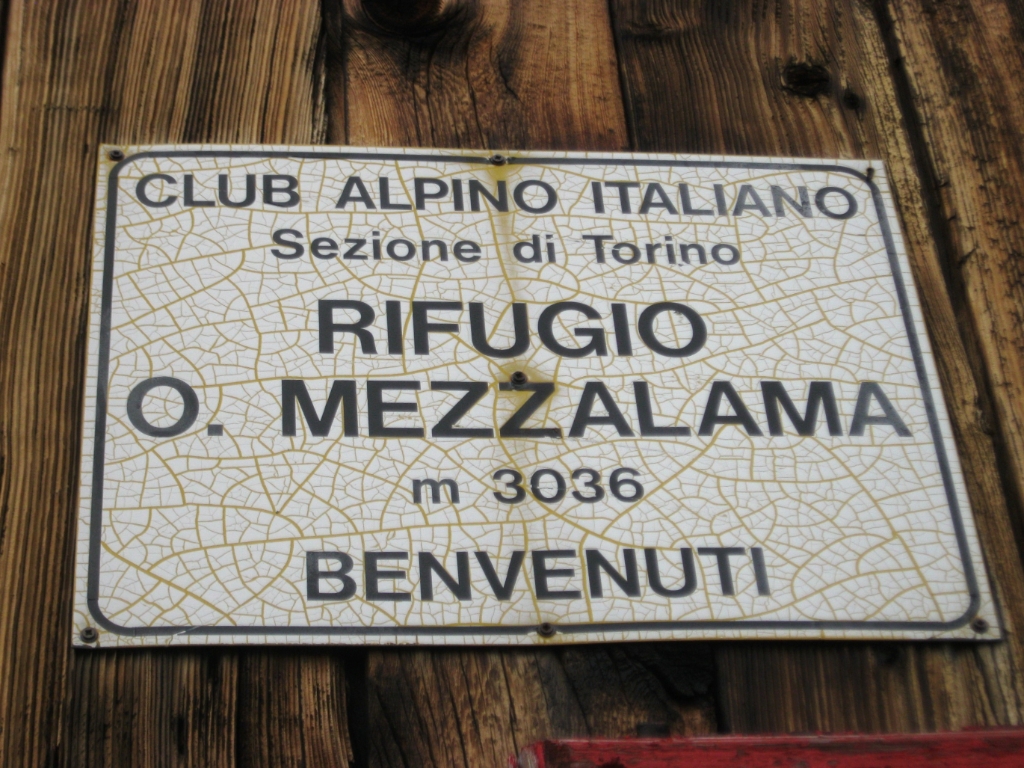 CLUB ALPINO ITALIANO
Sezione di Torino
RIFUGIO
O. MEZZALAMA
m 3036
BENVENUTI